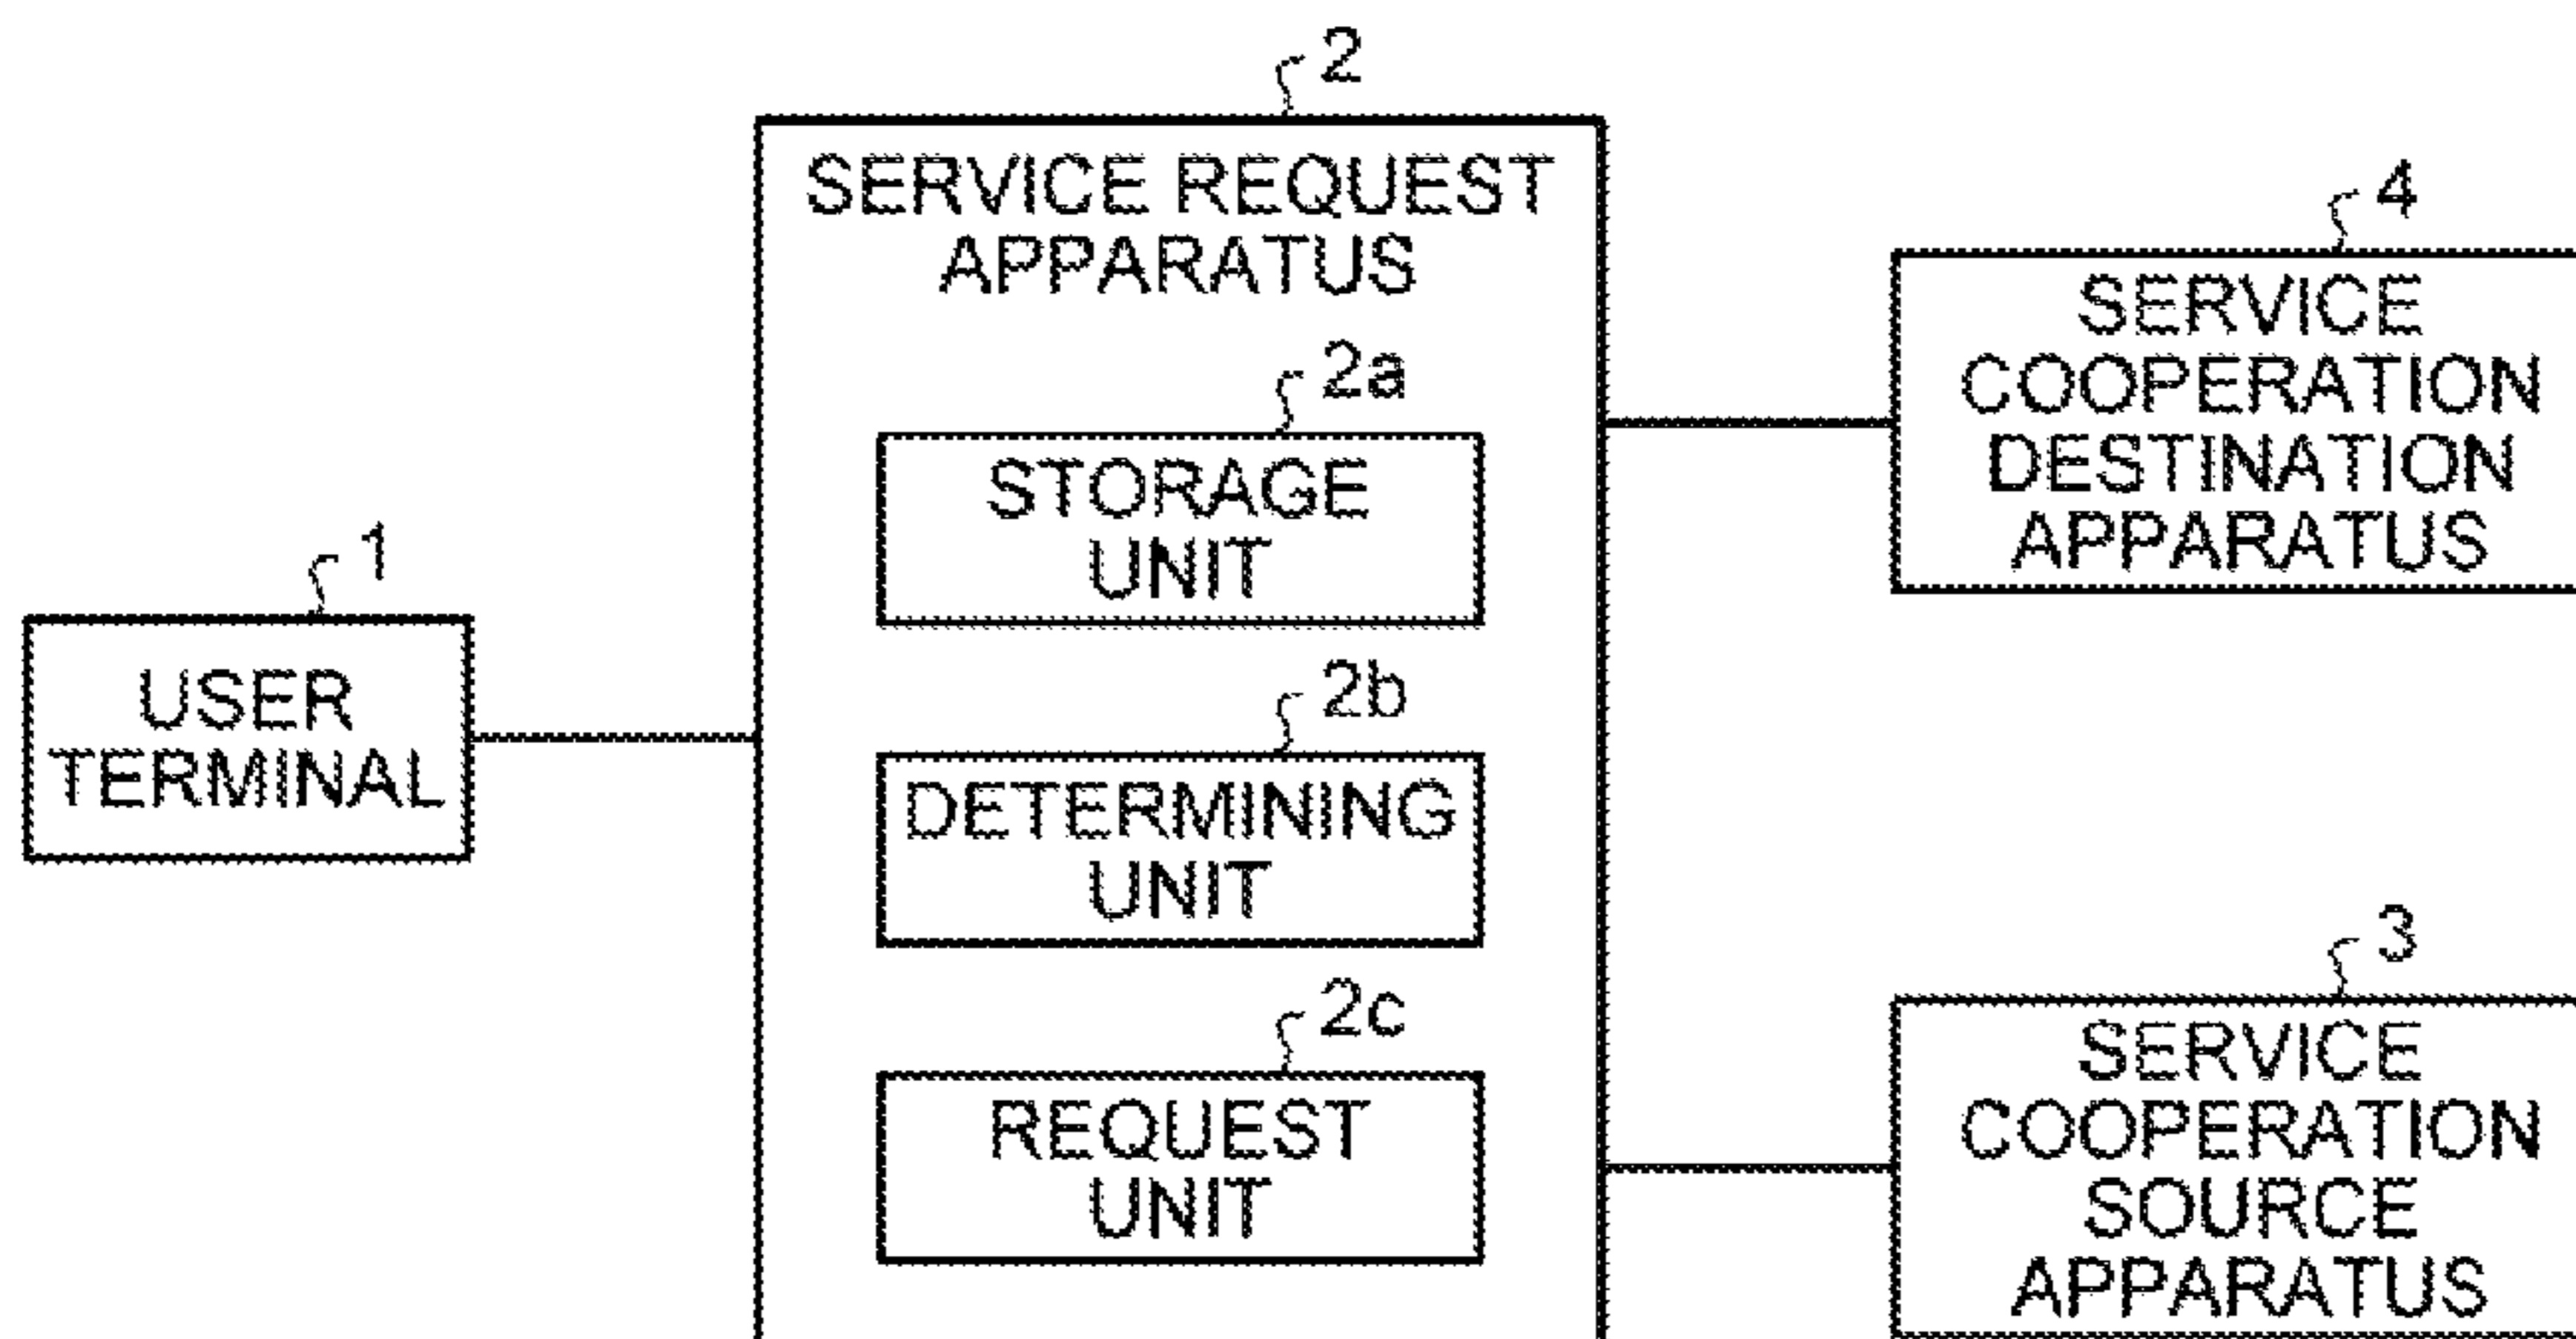 2
SERVICE REQUEST
APPARATUS
2a
STORAGE
UNIT
2b
DETERMINING
UNIT
2c
REQUEST
UNIT
1
USER
TERMINAL
4
SERVICE
COOPERATION
DESTINATION
APPARATUS
3
SERVICE
COOPERATION
SOURCE
APPARATUS